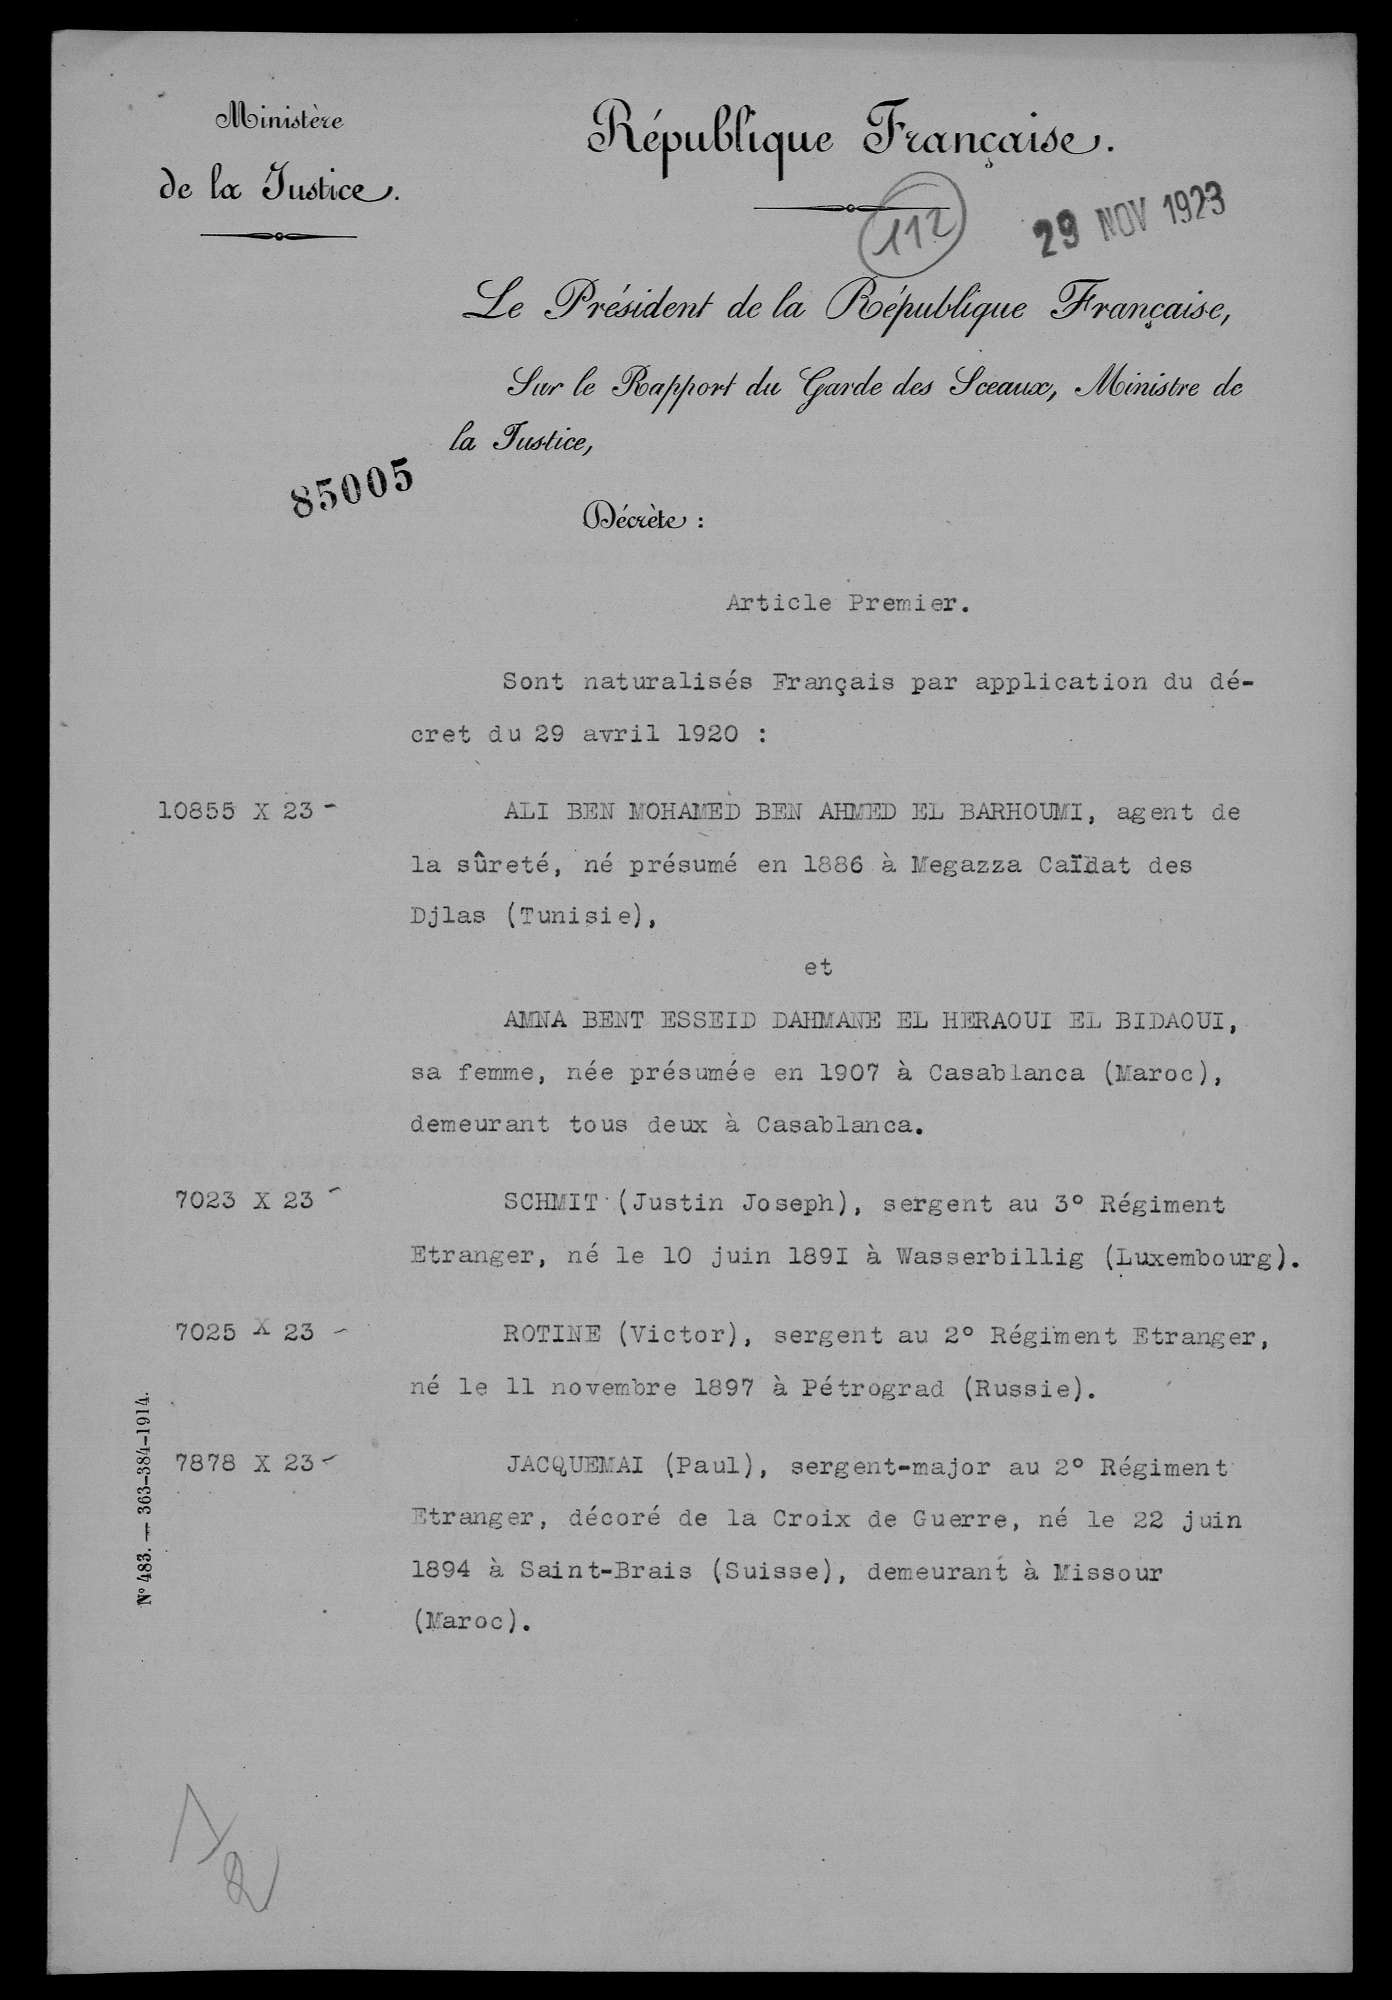 Ministère
de la Justice.
République Française.
112
29 NOV 1923
Le Président de la République Française,
Sur le Rapport du Garde des Sceaux, Ministre de
la Justice,
85005
Décrète :
Article Premier.
Sont naturalisés Français par application du dé-
cret du 29 avril 1920 :
10855 X 23 - ALI BEN MOHAMED BEN AHMED EL BARHOUMI, agent de
la sûreté, né présumé en 1886 à Megazza Caïdat des
Djlas (Tunisie),
et
AMNA BENT ESSEID DAHMANE EL HERAOUI EL BIDAOUI,
sa femme, née présumée en 1907 à Casablanca (Maroc),
demeurant tous deux à Casablanca.
7023 X 23 - SCHMIT (Justin Joseph), sergent au 3° Régiment
Etranger, né le 10 juin 189I à Wasserbillig (Luxembourg).
7025 X 23 - ROTINE (Victor), sergent au 2° Régiment Etranger,
né le 11 novembre 1897 à Pétrograd (Russie).
7878 X 23 - JACQUEMAI (Paul), sergent-major au 2° Régiment
Etranger, décoré de la Croix de Guerre, né le 22 juin
1894 à Saint-Brais (Suisse), demeurant à Missour
(Maroc).
N° 483. — 363-384-1914.